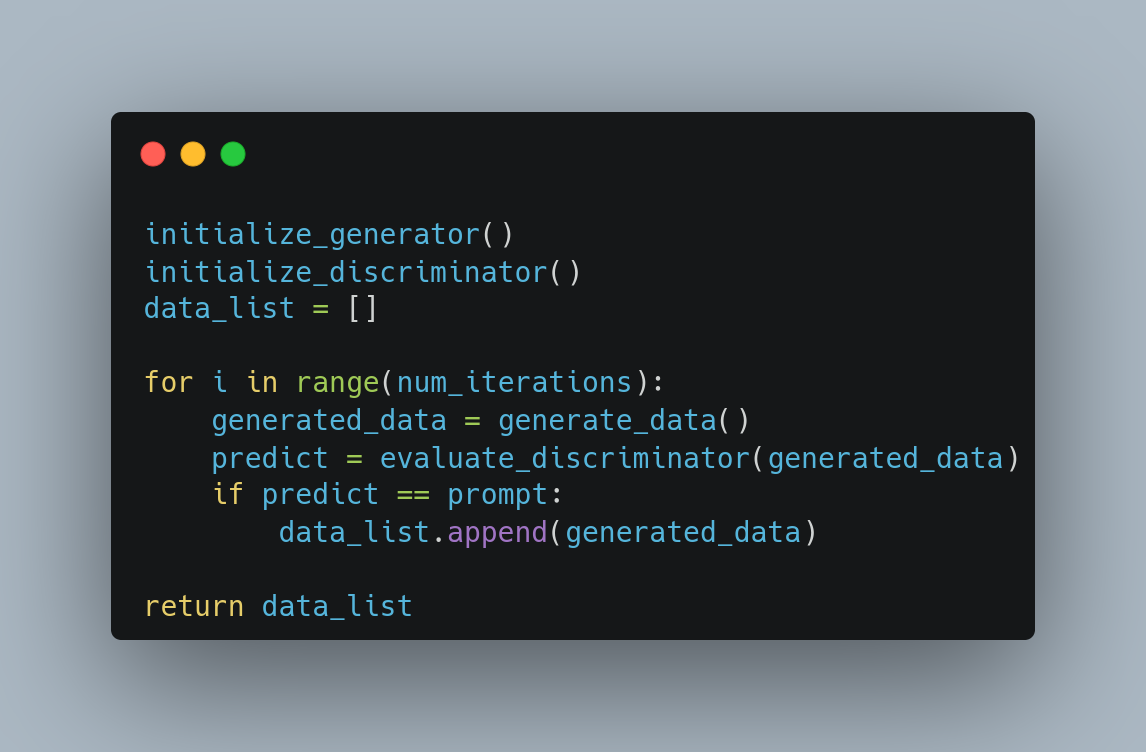 initialize_generator()
initialize_discriminator()
data_list = []

for i in range(num_iterations):
    generated_data = generate_data()
    predict = evaluate_discriminator(generated_data)
    if predict == prompt:
        data_list.append(generated_data)

return data_list